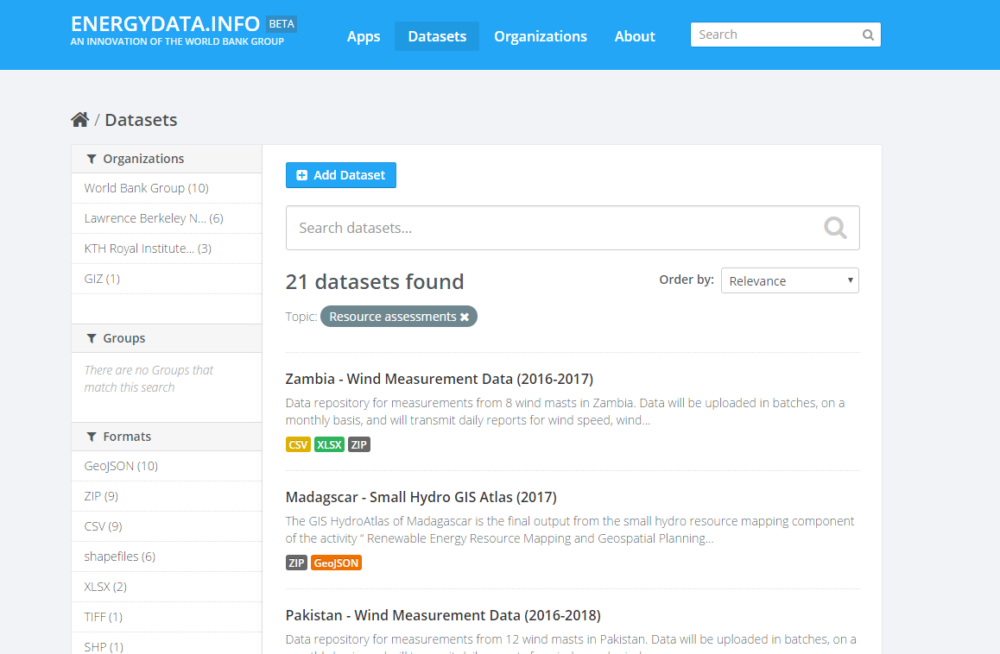 ENERGYDATA.INFO BETA
AN INNOVATION OF THE WORLD BANK GROUP
Apps Datasets Organizations About Search
/ Datasets
Organizations
World Bank Group (10)
Lawrence Berkeley N... (6)
KTH Royal Institute... (3)
GIZ (1)
Groups
There are no Groups that
match this search
Formats
GeoJSON (10)
ZIP (9)
CSV (9)
shapefiles (6)
XLSX (2)
TIFF (1)
SHP (1)
Add Dataset
Search datasets...
21 datasets found
Order by: Relevance
Topic: Resource assessments
Zambia - Wind Measurement Data (2016-2017)
Data repository for measurements from 8 wind masts in Zambia. Data will be uploaded in batches, on a
monthly basis, and will transmit daily reports for wind speed, wind...
CSV XLSX ZIP
Madagscar - Small Hydro GIS Atlas (2017)
The GIS HydroAtlas of Madagascar is the final output from the small hydro resource mapping component
of the activity “ Renewable Energy Resource Mapping and Geospatial Planning...
ZIP GeoJSON
Pakistan - Wind Measurement Data (2016-2018)
Data repository for measurements from 12 wind masts in Pakistan. Data will be uploaded in batches, on a